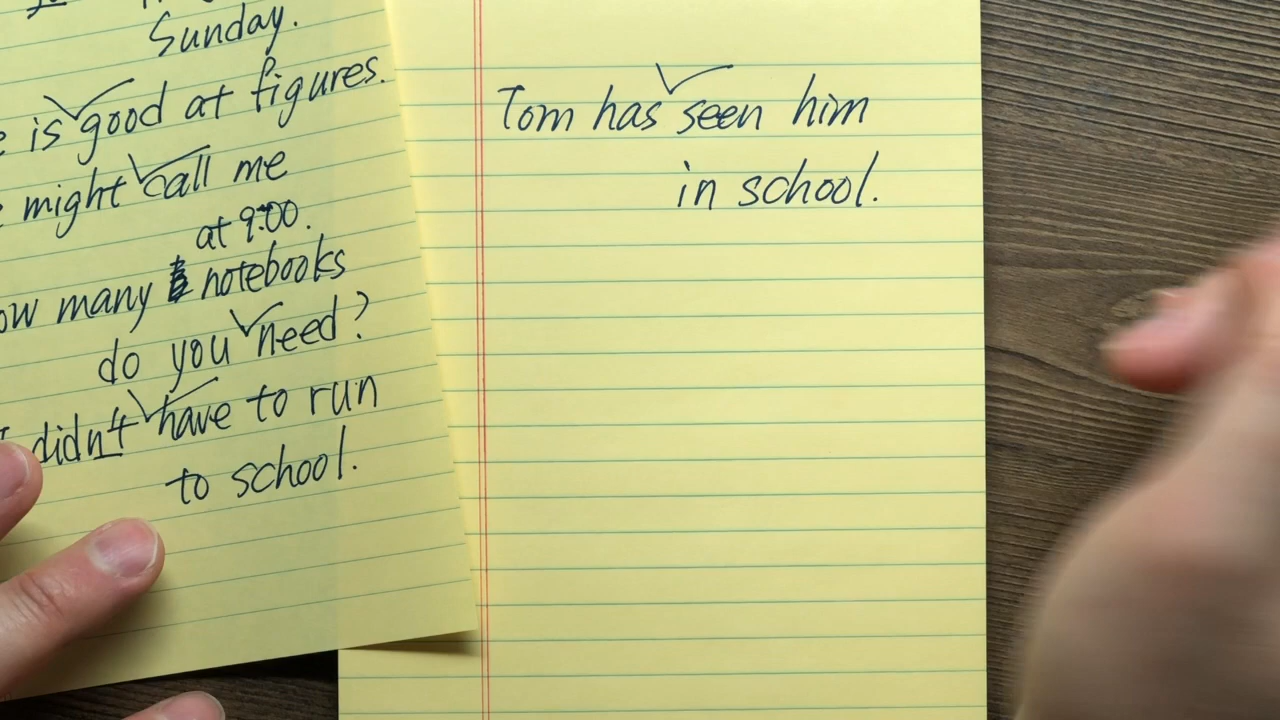 Sunday.
is good at figures.
might call me
at 9:00.
many notebooks
do you need?
didn't have to run
to school.
Tom has seen him
in school.